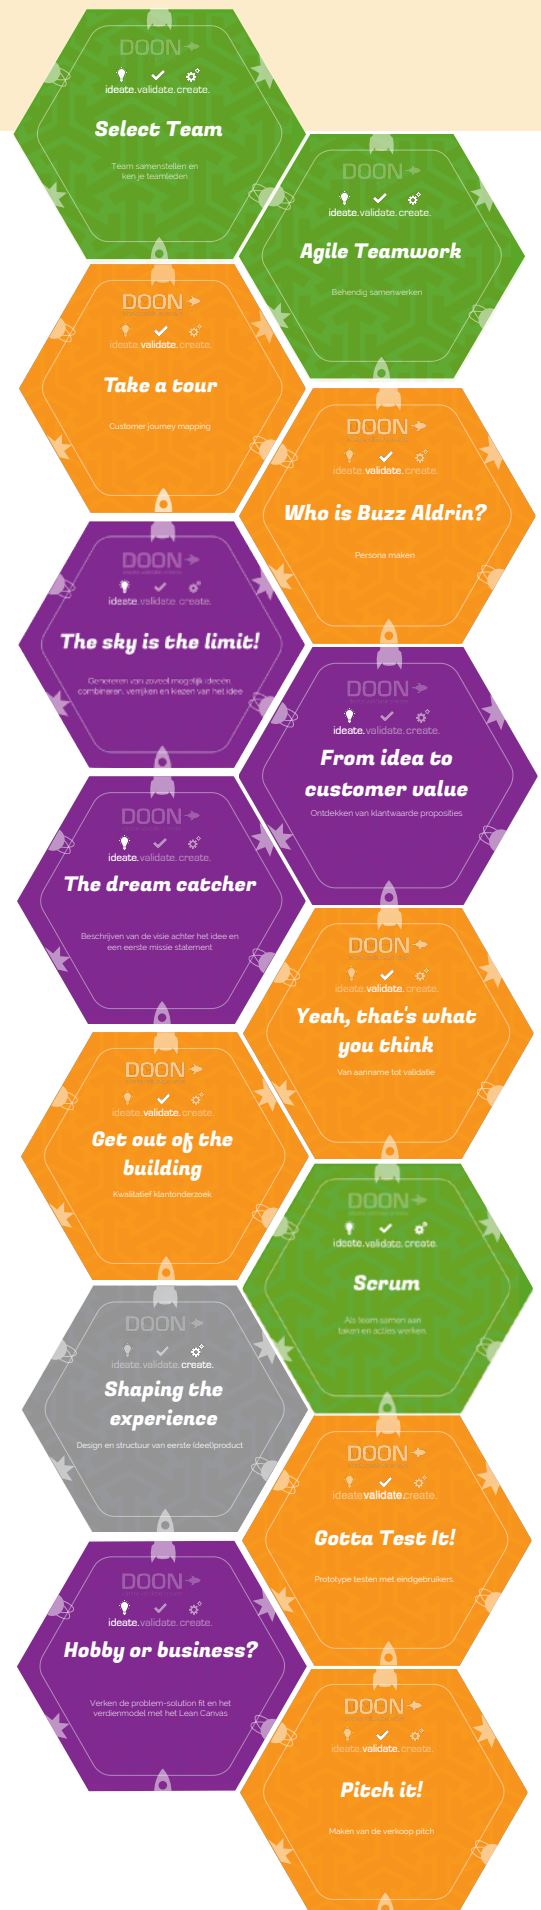 DOON
ideate. validate. create.
Select Team
Team samenstellen en
ken je teamleden
DOON
ideate. validate. create.
Agile Teamwork
Behendig samenwerken
DOON
ideate. validate. create.
Take a tour
Customer journey mapping
DOON
ideate. validate. create.
Who is Buzz Aldrin?
Persona maken
DOON
ideate. validate. create.
The sky is the limit!
Genereren van zoveel mogelijk ideeën,
combineren, verrijken en kiezen van het idee
DOON
ideate. validate. create.
From idea to
customer value
Ontdekken van klantwaarde proposities
DOON
ideate. validate. create.
The dream catcher
Beschrijven van de visie achter het idee en
een eerste missie statement
DOON
ideate. validate. create.
Yeah, that's what
you think
Van aanname tot validatie
DOON
ideate. validate. create.
Get out of the
building
Kwalitatief klantonderzoek
DOON
ideate. validate. create.
Scrum
Als team samen aan
taken en acties werken.
DOON
ideate. validate. create.
Shaping the
experience
Design en structuur van eerste (deel)product
DOON
ideate. validate. create.
Gotta Test It!
Prototype testen met eindgebruikers.
DOON
ideate. validate. create.
Hobby or business?
Verken de problem-solution fit en het
verdienmodel met het Lean Canvas
DOON
ideate. validate. create.
Pitch it!
Maken van de verkoop pitch